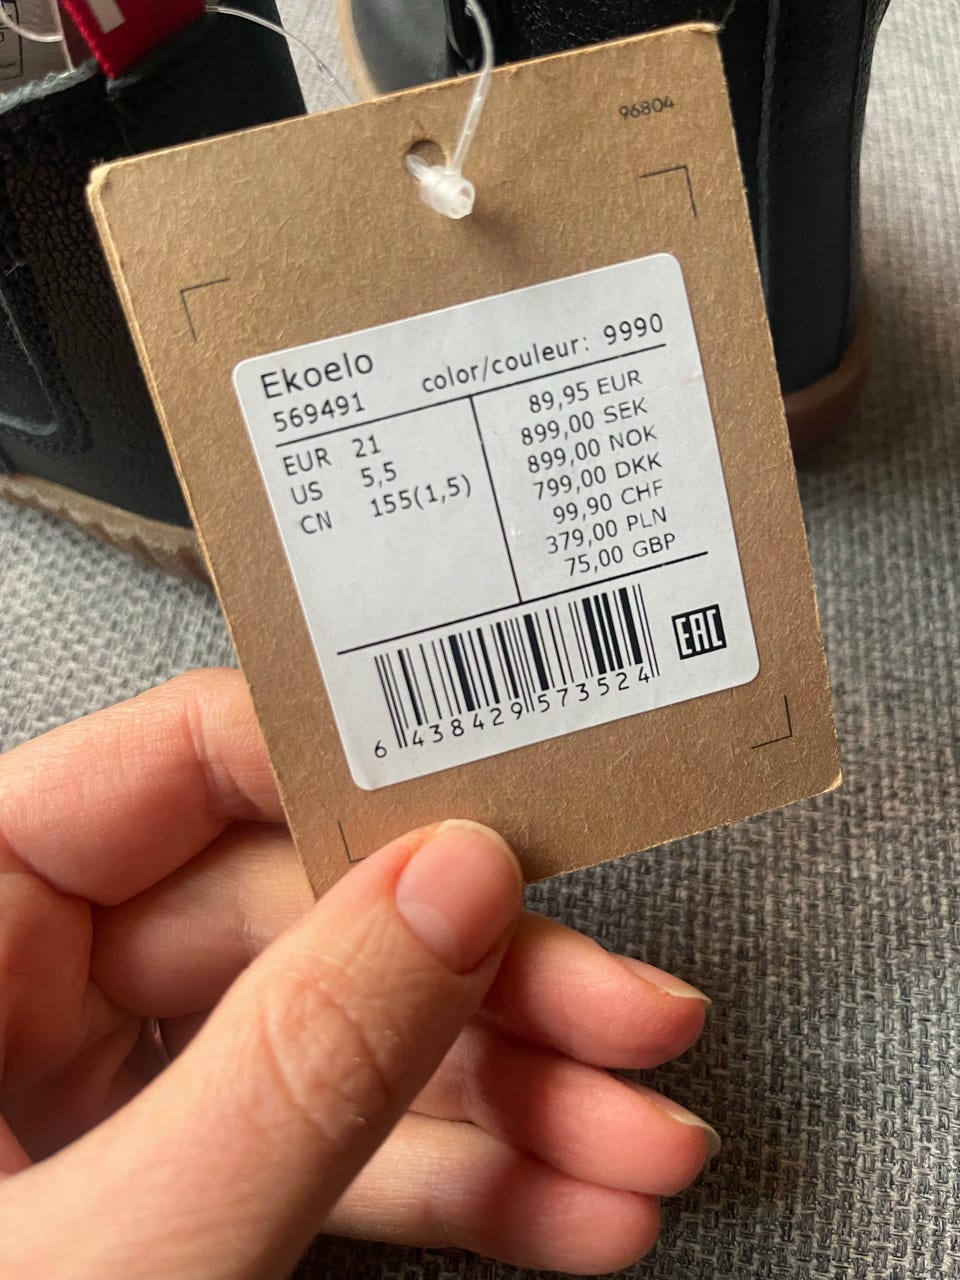 96804
Ekoelo
569491
color/couleur: 9990
EUR 21
US 5,5
CN 155(1,5)
89,95 EUR
899,00 SEK
899,00 NOK
799,00 DKK
99,90 CHF
379,00 PLN
75,00 GBP
6 438429 573524
EAC